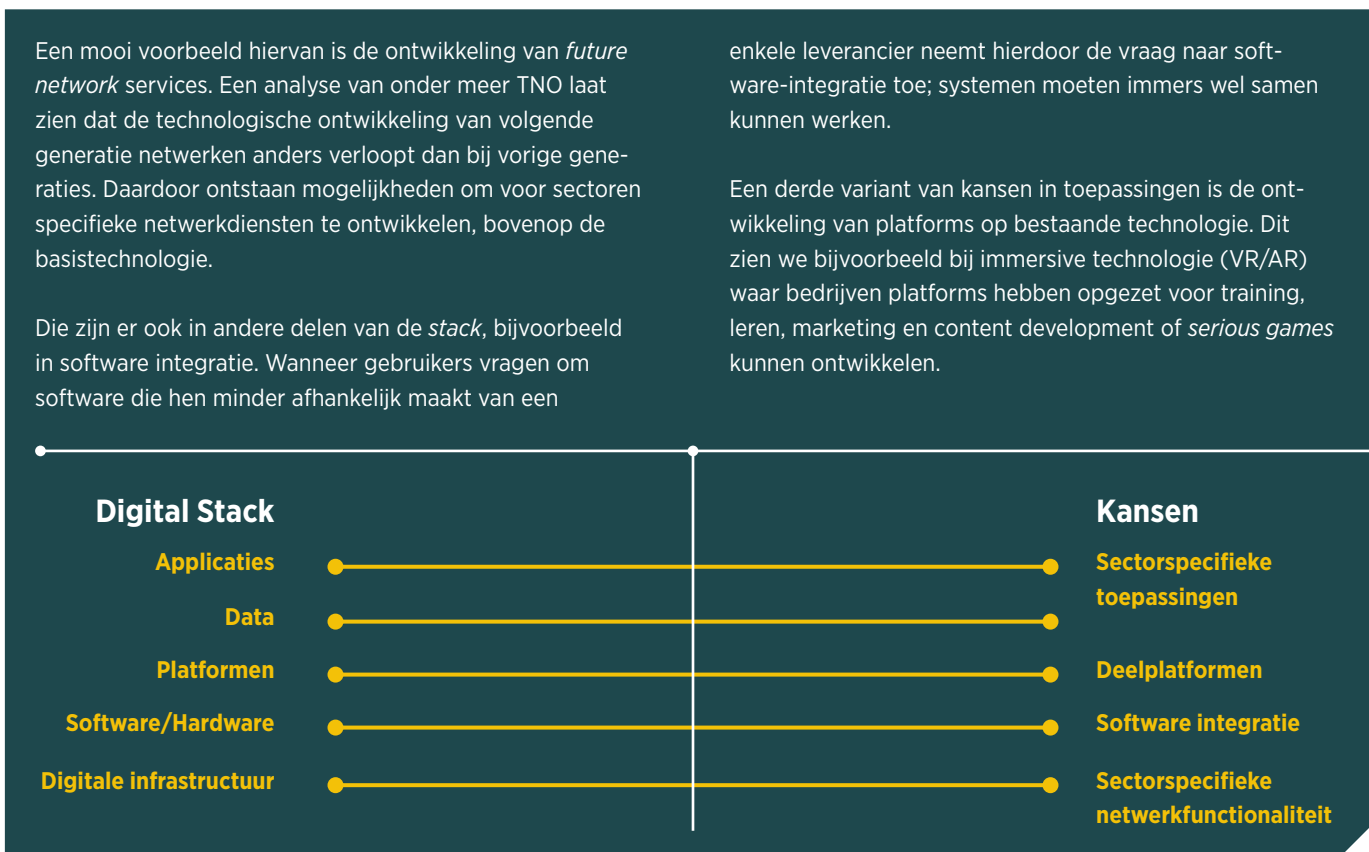 Een mooi voorbeeld hiervan is de ontwikkeling van future
network services. Een analyse van onder meer TNO laat
zien dat de technologische ontwikkeling van volgende
generatie netwerken anders verloopt dan bij vorige gene-
raties. Daardoor ontstaan mogelijkheden om voor sectoren
specifieke netwerkdiensten te ontwikkelen, bovenop de
basistechnologie.
Die zijn er ook in andere delen van de stack, bijvoorbeeld
in software integratie. Wanneer gebruikers vragen om
software die hen minder afhankelijk maakt van een
enkele leverancier neemt hierdoor de vraag naar soft-
ware-integratie toe; systemen moeten immers wel samen
kunnen werken.
Een derde variant van kansen in toepassingen is de ont-
wikkeling van platforms op bestaande technologie. Dit
zien we bijvoorbeeld bij immersive technologie (VR/AR)
waar bedrijven platforms hebben opgezet voor training,
leren, marketing en content development of serious games
kunnen ontwikkelen.
Digital Stack
Applicaties
Data
Platformen
Software/Hardware
Digitale infrastructuur
Kansen
Sectorspecifieke
toepassingen
Deelplatformen
Software integratie
Sectorspecifieke
netwerkfunctionaliteit